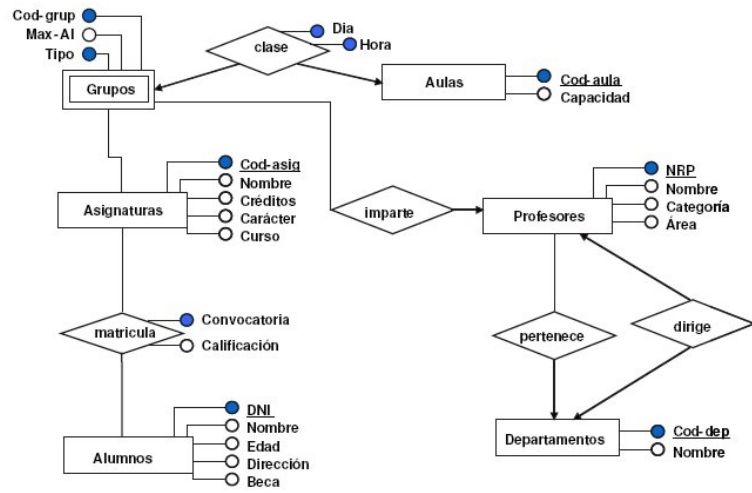 Cod-grup
Max-Al
Tipo
Grupos
clase
Dia
Hora
Aulas
Cod-aula
Capacidad
Asignaturas
Cod-asig
Nombre
Créditos
Carácter
Curso
imparte
Profesores
NRP
Nombre
Categoría
Área
matricula
Convocatoria
Calificación
pertenece
dirige
Alumnos
DNI
Nombre
Edad
Dirección
Beca
Departamentos
Cod-dep
Nombre